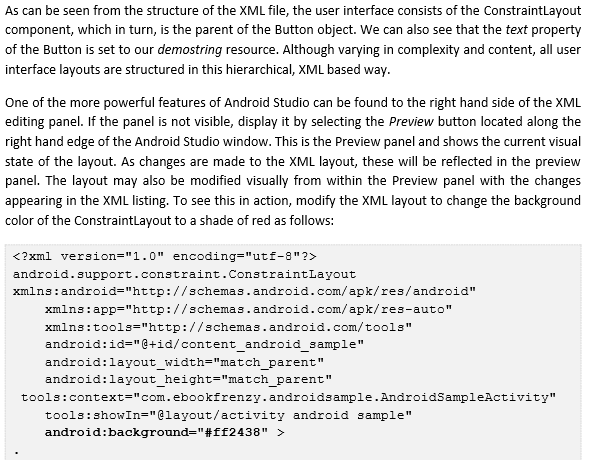 As can be seen from the structure of the XML file, the user interface consists of the ConstraintLayout
component, which in turn, is the parent of the Button object. We can also see that the text property
of the Button is set to our demostring resource. Although varying in complexity and content, all user
interface layouts are structured in this hierarchical, XML based way.
One of the more powerful features of Android Studio can be found to the right hand side of the XML
editing panel. If the panel is not visible, display it by selecting the Preview button located along the
right hand edge of the Android Studio window. This is the Preview panel and shows the current visual
state of the layout. As changes are made to the XML layout, these will be reflected in the preview
panel. The layout may also be modified visually from within the Preview panel with the changes
appearing in the XML listing. To see this in action, modify the XML layout to change the background
color of the ConstraintLayout to a shade of red as follows:
<?xml version="1.0" encoding="utf-8"?>
android.support.constraint.ConstraintLayout
xmlns:android="http://schemas.android.com/apk/res/android"
xmlns:app="http://schemas.android.com/apk/res-auto"
xmlns:tools="http://schemas.android.com/tools"
android:id="@+id/content_android_sample"
android:layout_width="match_parent"
android:layout_height="match_parent"
tools:context="com.ebookfrenzy.androidsample.AndroidSampleActivity"
tools:showIn="@layout/activity android sample"
android:background="#ff2438" >
.